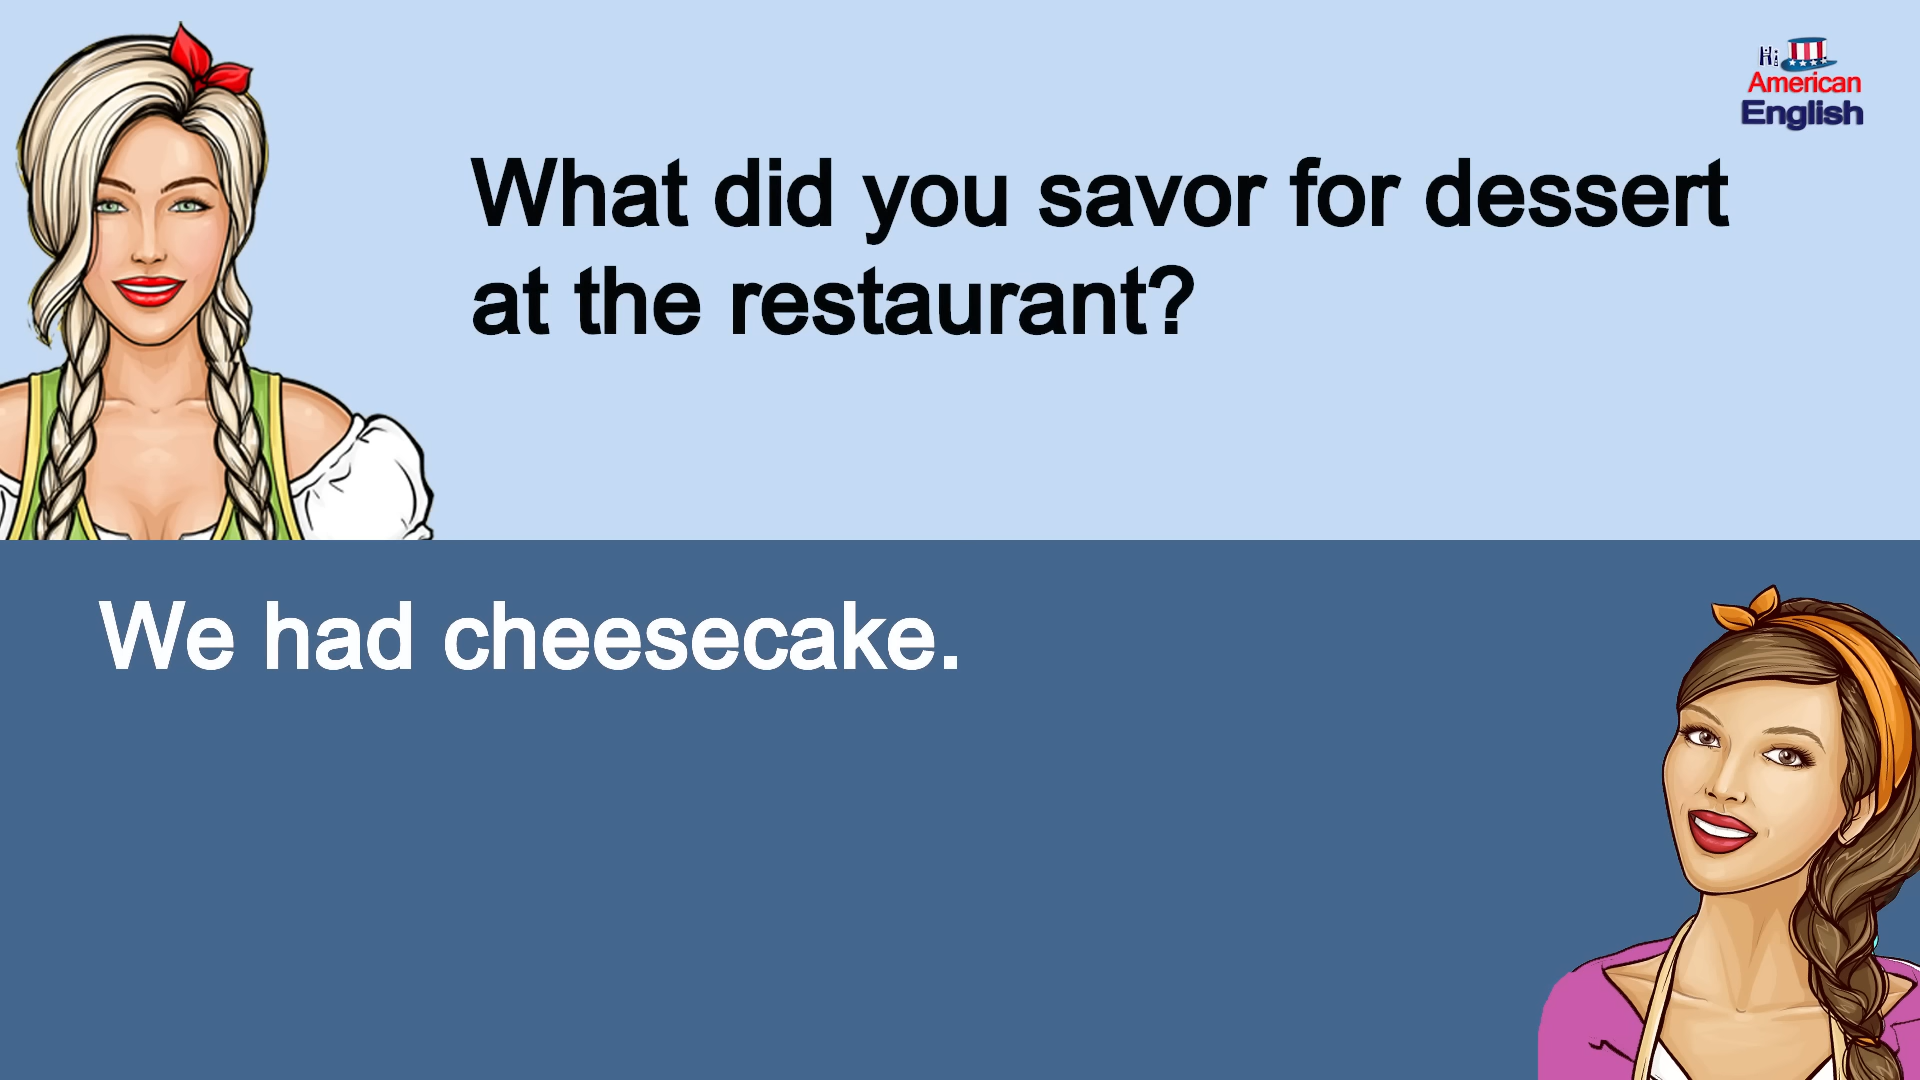 Hi
American
English
What did you savor for dessert
at the restaurant?
We had cheesecake.